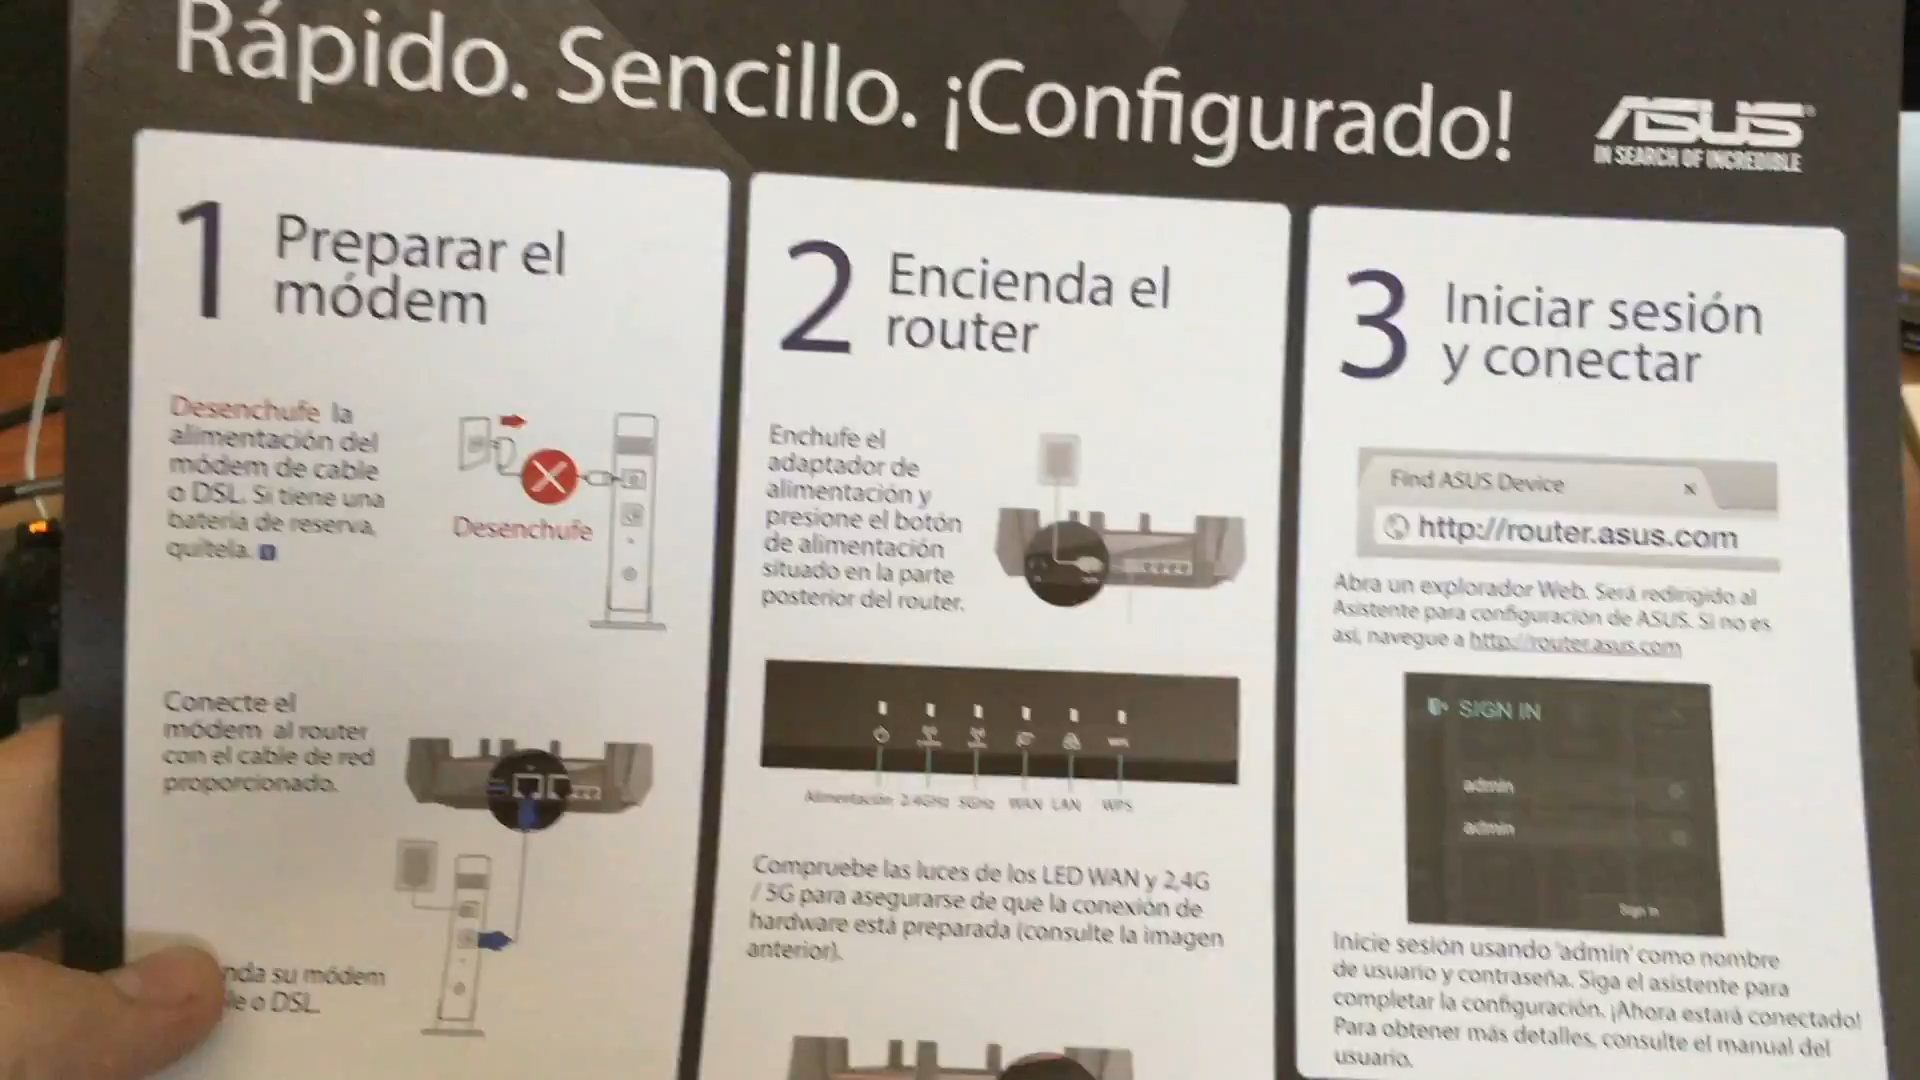 Rápido. Sencillo. ¡Configurado!
ASUS
IN SEARCH OF INCREDIBLE
1 Preparar el
módem
Desenchufe la
alimentación del
módem de cable
o DSL. Si tiene una
batería de reserva,
quítela.
Desenchufe
Conecte el
módem al router
con el cable de red
proporcionado.
nda su módem
le o DSL.
2 Encienda el
router
Enchufe el
adaptador de
alimentación y
presione el botón
de alimentación
situado en la parte
posterior del router.
Alimentación 2.4GHz 5GHz WAN LAN WPS
Compruebe las luces de los LED WAN y 2,4G
/ 5G para asegurarse de que la conexión de
hardware está preparada (consulte la imagen
anterior).
3 Iniciar sesión
y conectar
Find ASUS Device x
http://router.asus.com
Abra un explorador Web. Será redirigido al
Asistente para configuración de ASUS. Si no es
así, navegue a http://router.asus.com
SIGN IN
admin
admin
Sign In
Inicie sesión usando 'admin' como nombre
de usuario y contraseña. Siga el asistente para
completar la configuración. ¡Ahora estará conectado!
Para obtener más detalles, consulte el manual del
usuario.